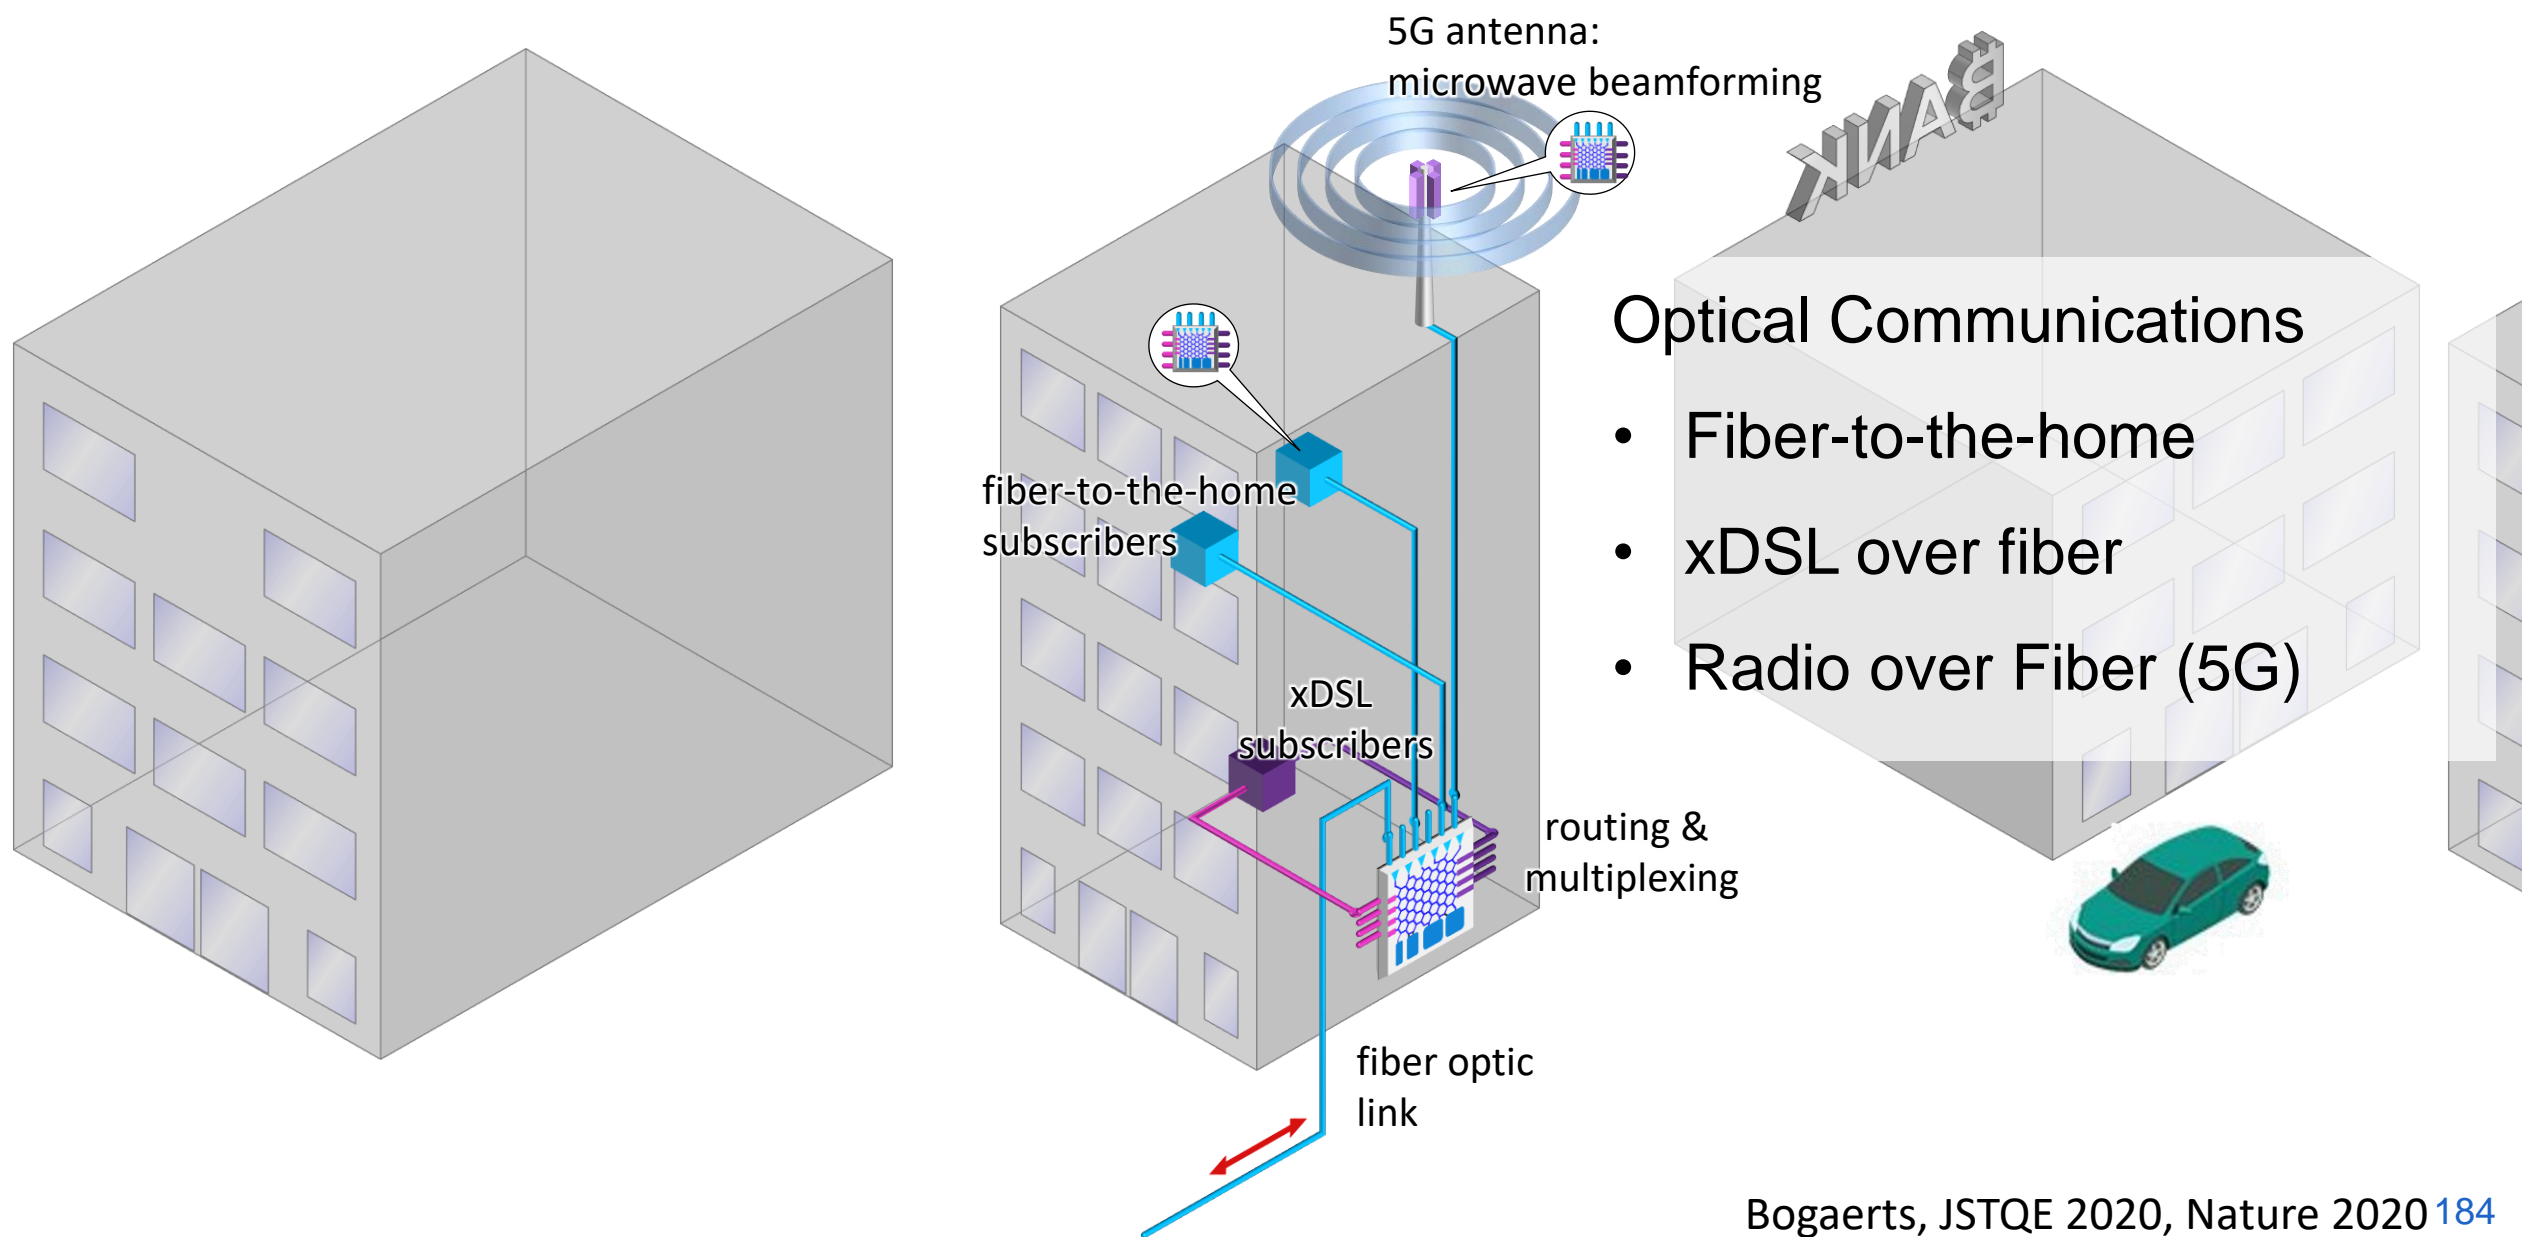 5G antenna:
microwave beamforming
BANK
Optical Communications
• Fiber-to-the-home
• xDSL over fiber
• Radio over Fiber (5G)
fiber-to-the-home
subscribers
xDSL
subscribers
routing &
multiplexing
fiber optic
link
Bogaerts, JSTQE 2020, Nature 2020 184